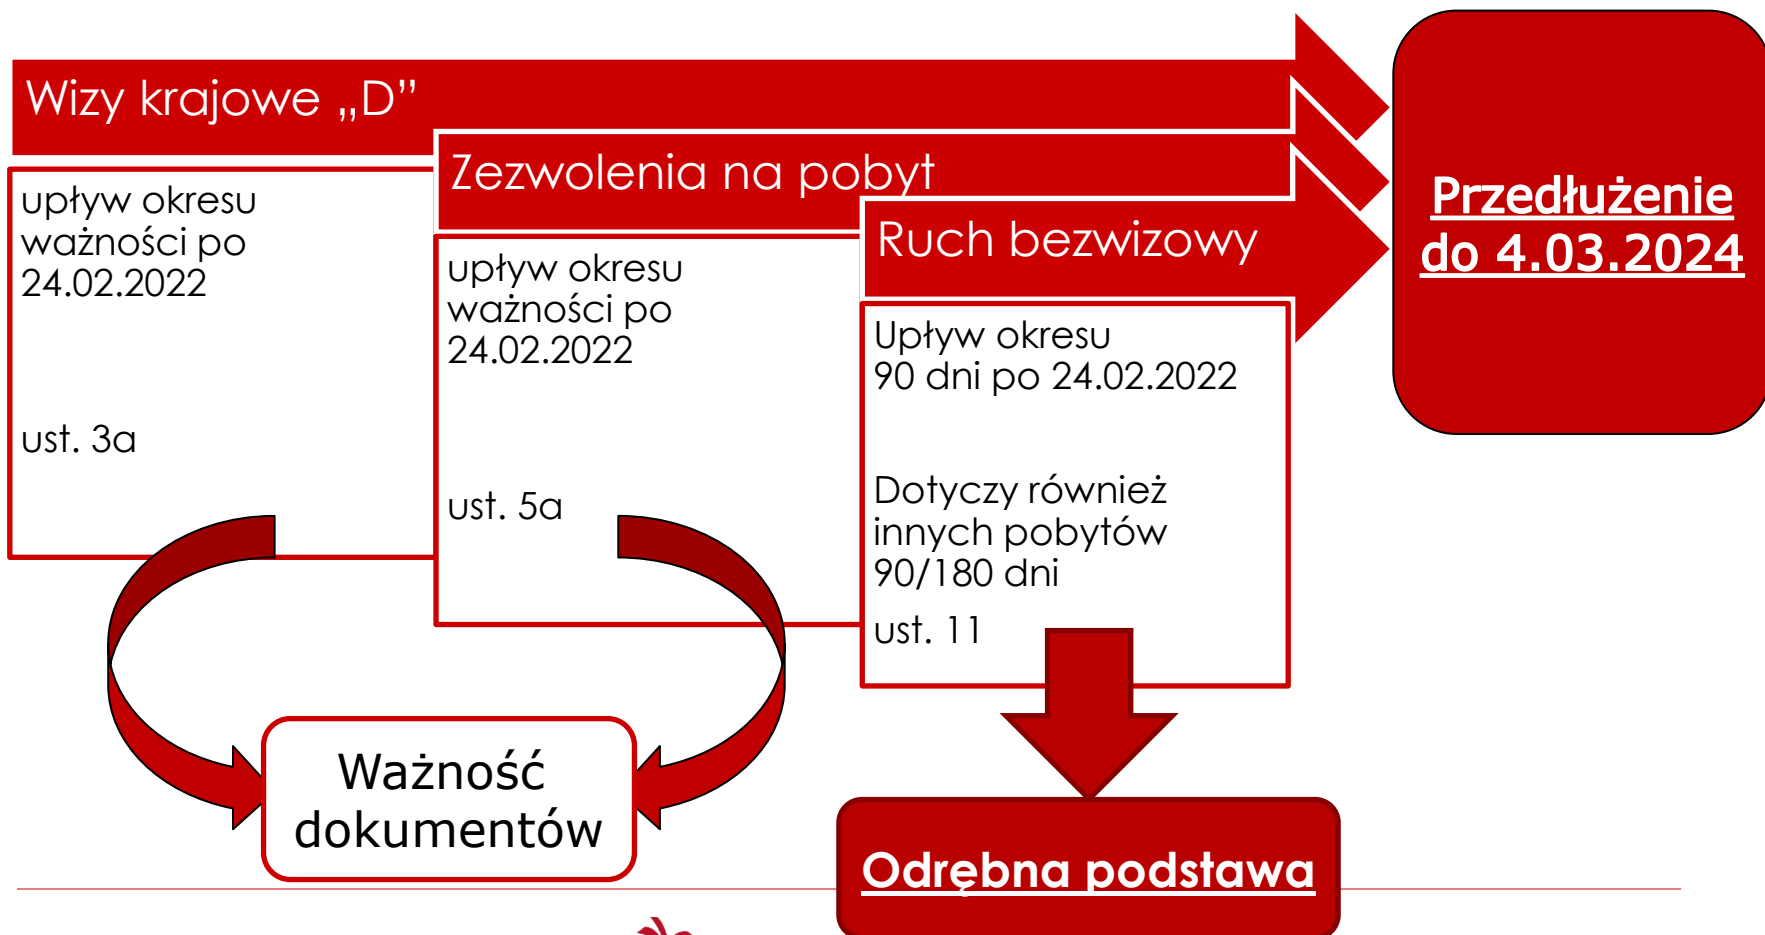 Wizy krajowe „D”
upływ okresu
ważności po
24.02.2022
ust. 3a
Zezwolenia na pobyt
upływ okresu
ważności po
24.02.2022
ust. 5a
Ruch bezwizowy
Upływ okresu
90 dni po 24.02.2022
Dotyczy również
innych pobytów
90/180 dni
ust. 11
Przedłużenie
do 4.03.2024
Ważność
dokumentów
Odrębna podstawa